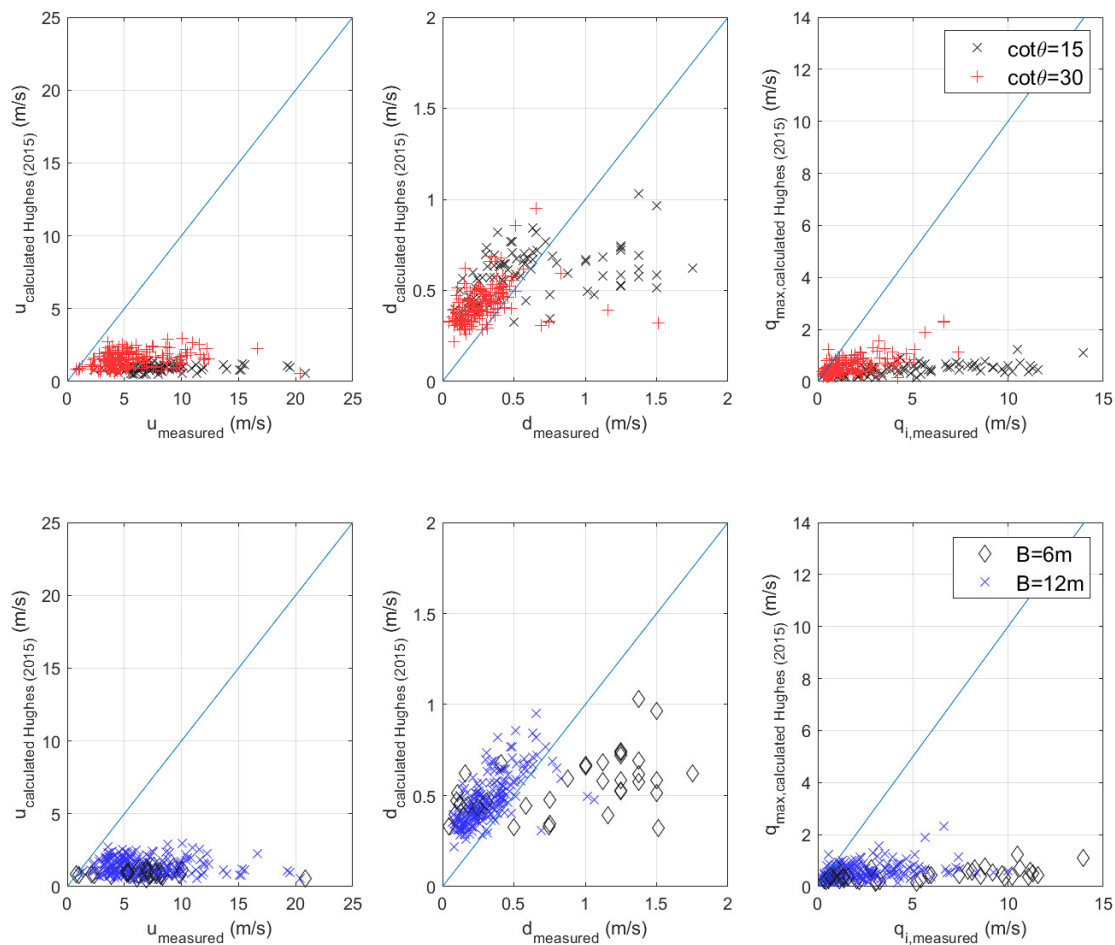 25
20
15
10
5
0
0 5 10 15 20 25
u_calculated Hughes (2015) (m/s)
u_measured (m/s)
2
1.5
1
0.5
0
0 0.5 1 1.5 2
d_calculated Hughes (2015) (m/s)
d_measured (m/s)
14
12
10
8
6
4
2
0
0 5 10 15
q_max,calculated Hughes (2015) (m/s)
q_i,measured (m/s)
cotθ=15
cotθ=30
25
20
15
10
5
0
0 5 10 15 20 25
u_calculated Hughes (2015) (m/s)
u_measured (m/s)
2
1.5
1
0.5
0
0 0.5 1 1.5 2
d_calculated Hughes (2015) (m/s)
d_measured (m/s)
14
12
10
8
6
4
2
0
0 5 10 15
q_max,calculated Hughes (2015) (m/s)
q_i,measured (m/s)
B=6m
B=12m